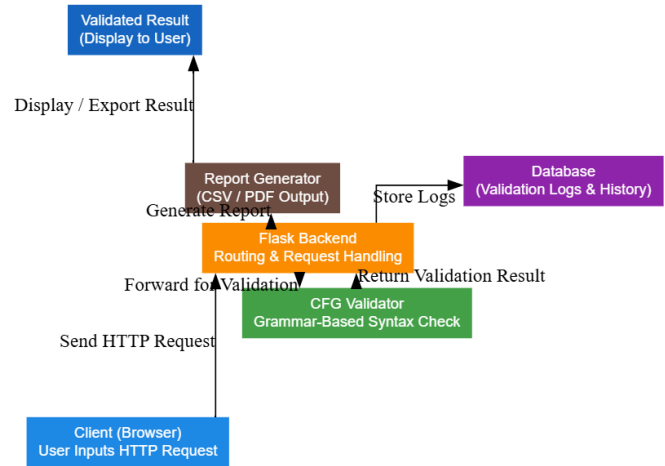 Validated Result
(Display to User)
Display / Export Result
Report Generator
(CSV / PDF Output)
Database
(Validation Logs & History)
Generate Report
Store Logs
Flask Backend
Routing & Request Handling
Forward for Validation
Return Validation Result
CFG Validator
Grammar-Based Syntax Check
Send HTTP Request
Client (Browser)
User Inputs HTTP Request